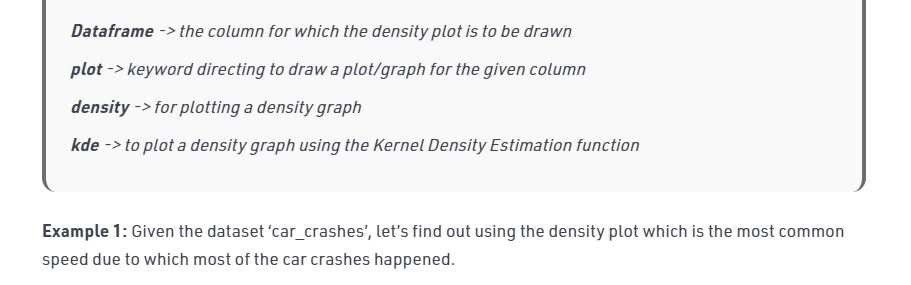 Dataframe -> the column for which the density plot is to be drawn
plot -> keyword directing to draw a plot/graph for the given column
density -> for plotting a density graph
kde -> to plot a density graph using the Kernel Density Estimation function
Example 1: Given the dataset ‘car_crashes’, let’s find out using the density plot which is the most common
speed due to which most of the car crashes happened.